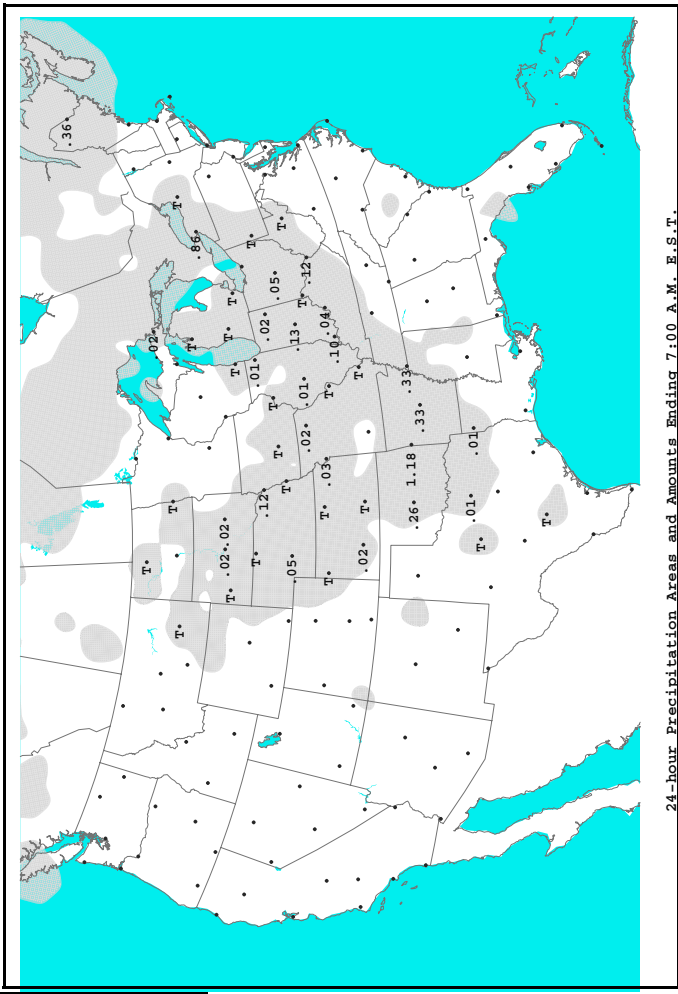 .36
T
.02
T
T
T
T
.86
.02
.02
T
T
T
T
T
.01
T
.12
.02
T
.05
T
T
T
.05
.13
T
.01
.02
.12
T
.04
.03
T
T
.10
T
.02
T
.33
1.18
.26
.33
.01
.01
T
T
24-hour Precipitation Areas and Amounts Ending 7:00 A.M. E.S.T.